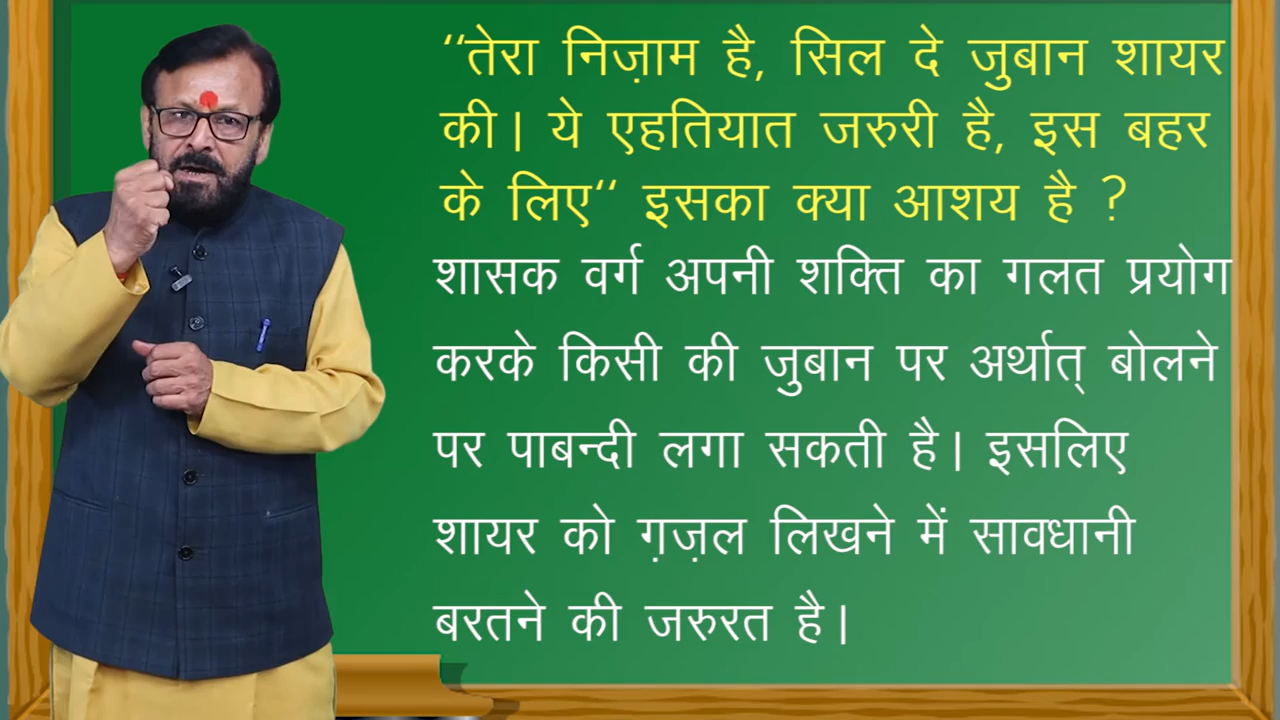 ‘‘तेरा निज़ाम है, सिल दे जुबान शायर
की। ये एहतियात जरुरी है, इस बहर
के लिए‘‘ इसका क्या आशय है ?
शासक वर्ग अपनी शक्ति का गलत प्रयोग
करके किसी की जुबान पर अर्थात् बोलने
पर पाबन्दी लगा सकती है। इसलिए
शायर को ग़ज़ल लिखने में सावधानी
बरतने की जरुरत है।